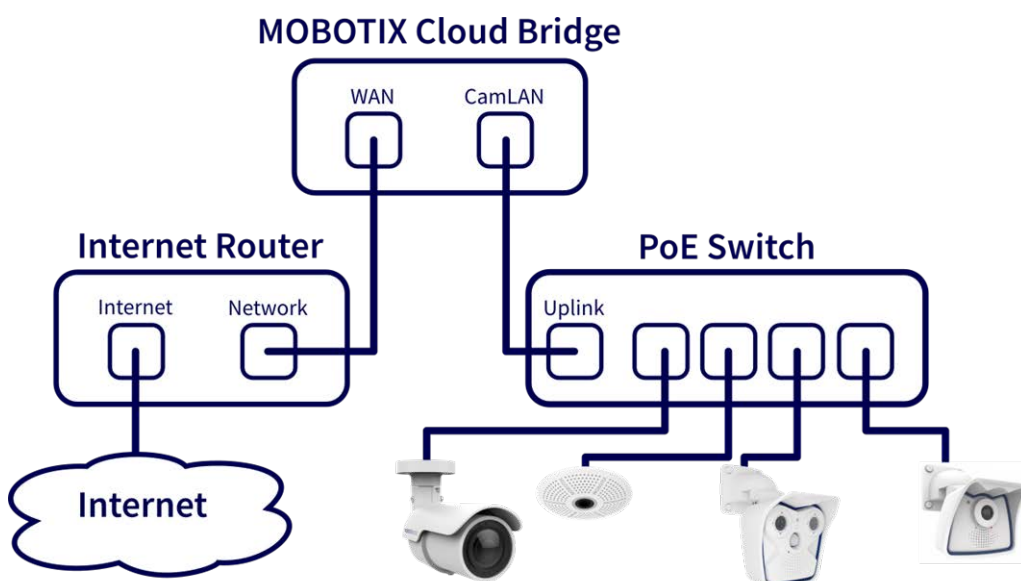 MOBOTIX Cloud Bridge
WAN
CamLAN
Internet Router
Internet
Network
PoE Switch
Uplink
Internet